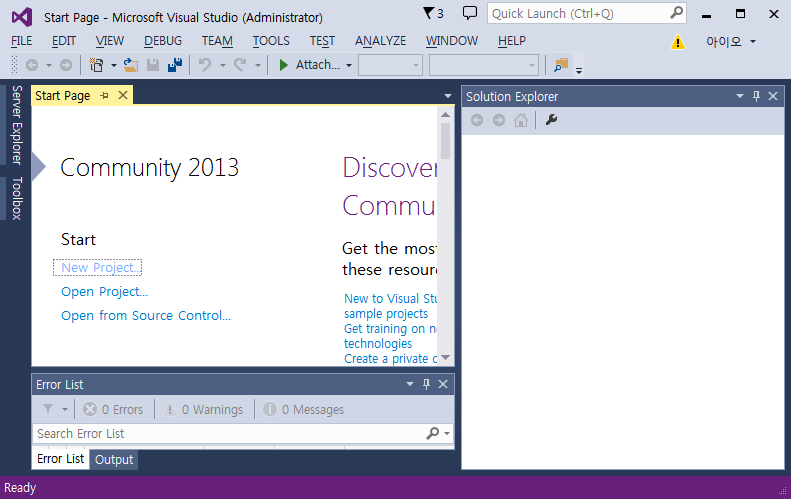 Start Page - Microsoft Visual Studio (Administrator)
3
Quick Launch (Ctrl+Q)
FILE EDIT VIEW DEBUG TEAM TOOLS TEST ANALYZE WINDOW HELP
아이오
Attach...
Server Explorer
Toolbox
Start Page
Community 2013
Start
New Project...
Open Project...
Open from Source Control...
Discover
Commu
Get the most
these resour
New to Visual Stu
sample projects
Get training on n
technologies
Create a private c
Solution Explorer
Error List
0 Errors 0 Warnings 0 Messages
Search Error List
Error List Output
Ready